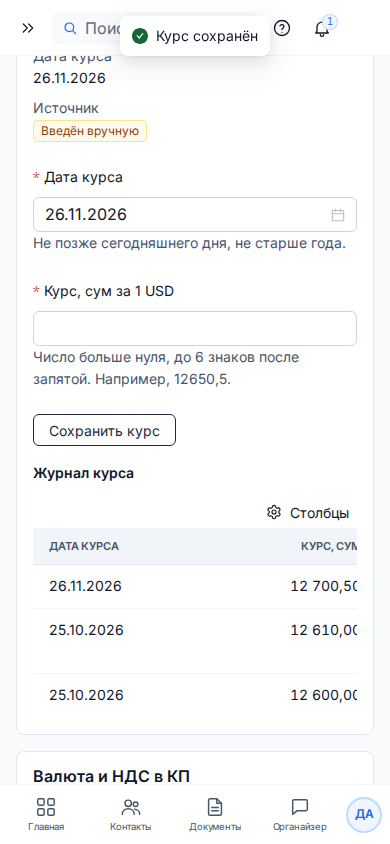 Курс сохранён
1
Дата курса
26.11.2026
Источник
Введён вручную
* Дата курса
26.11.2026
Не позже сегодняшнего дня, не старше года.
* Курс, сум за 1 USD
Число больше нуля, до 6 знаков после
запятой. Например, 12650,5.
Сохранить курс
Журнал курса
Столбцы
ДАТА КУРСА КУРС, СУМ
26.11.2026 12 700,50
25.10.2026 12 610,00
25.10.2026 12 600,00
Валюта и НДС в КП
Главная Контакты Документы Органайзер ДА